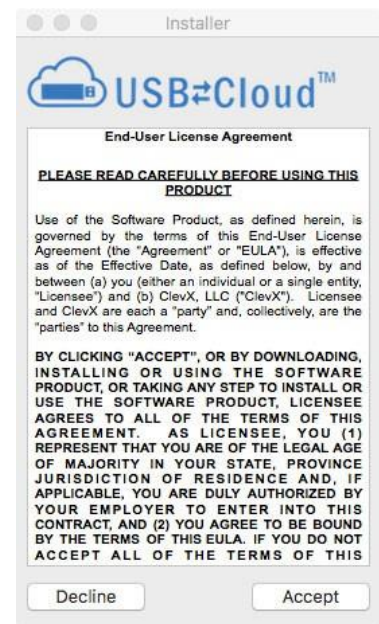 Installer
USB⇄Cloud™
End-User License Agreement
PLEASE READ CAREFULLY BEFORE USING THIS
PRODUCT
Use of the Software Product, as defined herein, is
governed by the terms of this End-User License
Agreement (the "Agreement" or "EULA"), is effective
as of the Effective Date, as defined below, by and
between (a) you (either an individual or a single entity,
"Licensee") and (b) ClevX, LLC ("ClevX"). Licensee
and ClevX are each a "party" and, collectively, are the
"parties" to this Agreement.
BY CLICKING “ACCEPT”, OR BY DOWNLOADING,
INSTALLING OR USING THE SOFTWARE
PRODUCT, OR TAKING ANY STEP TO INSTALL OR
USE THE SOFTWARE PRODUCT, LICENSEE
AGREES TO ALL OF THE TERMS OF THIS
AGREEMENT. AS LICENSEE, YOU (1)
REPRESENT THAT YOU ARE OF THE LEGAL AGE
OF MAJORITY IN YOUR STATE, PROVINCE
JURISDICTION OF RESIDENCE AND, IF
APPLICABLE, YOU ARE DULY AUTHORIZED BY
YOUR EMPLOYER TO ENTER INTO THIS
CONTRACT, AND (2) YOU AGREE TO BE BOUND
BY THE TERMS OF THIS EULA. IF YOU DO NOT
ACCEPT ALL OF THE TERMS OF THIS
Decline Accept